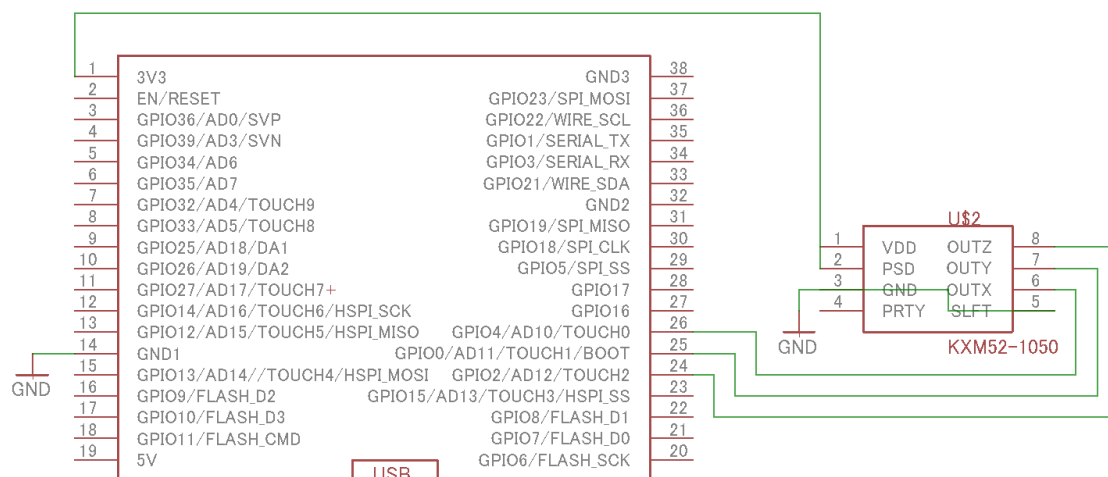 1 3V3 GND3 38
2 EN/RESET GPIO23/SPI_MOSI 37
3 GPIO36/AD0/SVP GPIO22/WIRE_SCL 36
4 GPIO39/AD3/SVN GPIO1/SERIAL_TX 35
5 GPIO34/AD6 GPIO3/SERIAL_RX 34
6 GPIO35/AD7 GPIO21/WIRE_SDA 33
7 GPIO32/AD4/TOUCH9 GND2 32
8 GPIO33/AD5/TOUCH8 GPIO19/SPI_MISO 31
9 GPIO25/AD18/DA1 GPIO18/SPI_CLK 30
10 GPIO26/AD19/DA2 GPIO5/SPI_SS 29
11 GPIO27/AD17/TOUCH7 GPIO17 28
12 GPIO14/AD16/TOUCH6/HSPI_SCK GPIO16 27
13 GPIO12/AD15/TOUCH5/HSPI_MISO GPIO4/AD10/TOUCH0 26
14 GND1 GPIO0/AD11/TOUCH1/BOOT 25
15 GPIO13/AD14//TOUCH4/HSPI_MOSI GPIO2/AD12/TOUCH2 24
16 GPIO9/FLASH_D2 GPIO15/AD13/TOUCH3/HSPI_SS 23
17 GPIO10/FLASH_D3 GPIO8/FLASH_D1 22
18 GPIO11/FLASH_CMD GPIO7/FLASH_D0 21
19 5V GPIO6/FLASH_SCK 20
USB
GND
U$2
1 VDD OUTZ 8
2 PSD OUTY 7
3 GND OUTX 6
4 PRTY SLFT 5
GND
KXM52-1050